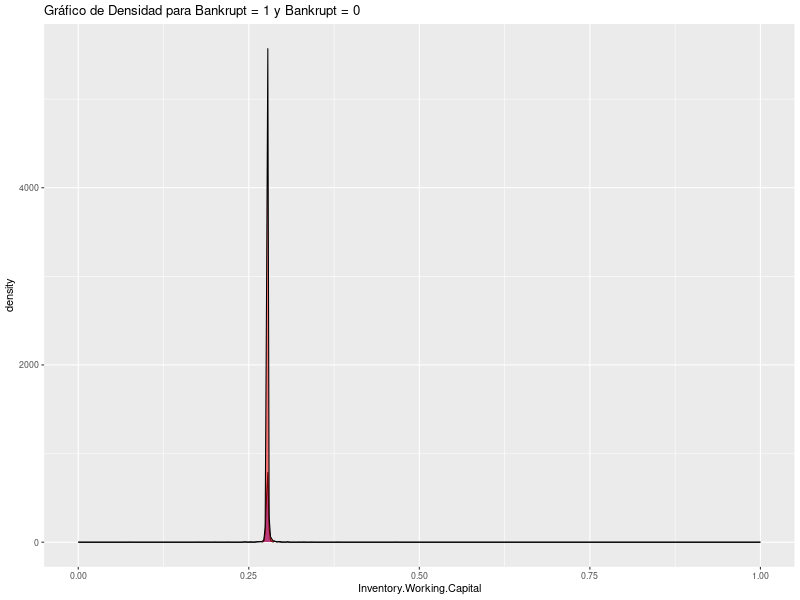 Gráfico de Densidad para Bankrupt = 1 y Bankrupt = 0
density
4000
2000
0
0.00 0.25 0.50 0.75 1.00
Inventory.Working.Capital